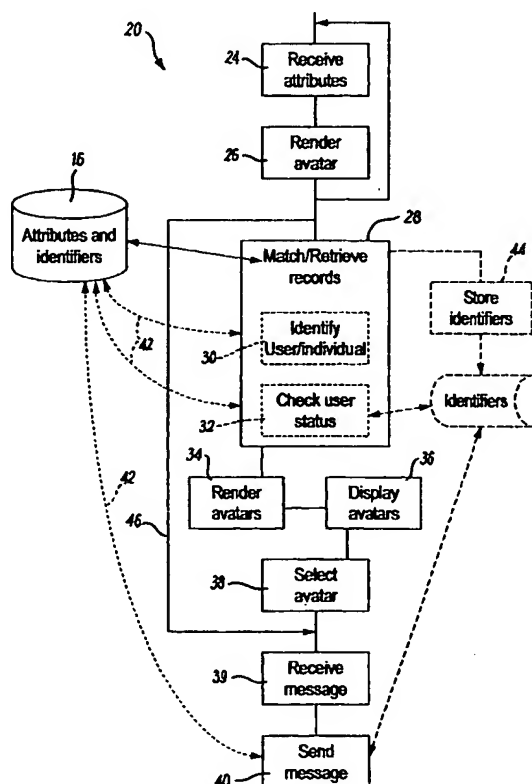 20
24
Receive
attributes
26
Render
avatar
16
Attributes and
identifiers
28
Match/Retrieve
records
44
Store
identifiers
42
Identify
User/individual
30
Check user
status
32
Identifiers
34
Render
avatars
36
Display
avatars
42
46
38
Select
avatar
39
Receive
message
40
Send
message